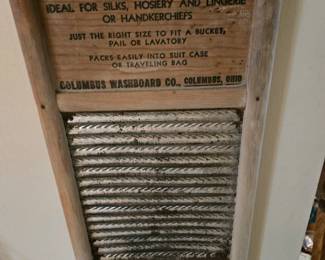 IDEAL FOR SILKS, HOSIERY AND LINGERIE
OR HANDKERCHIEFS
JUST THE RIGHT SIZE TO FIT A BUCKET,
PAIL OR LAVATORY
PACKS EASILY INTO SUIT CASE
OR TRAVELING BAG
COLUMBUS WASHBOARD CO., COLUMBUS, OHIO